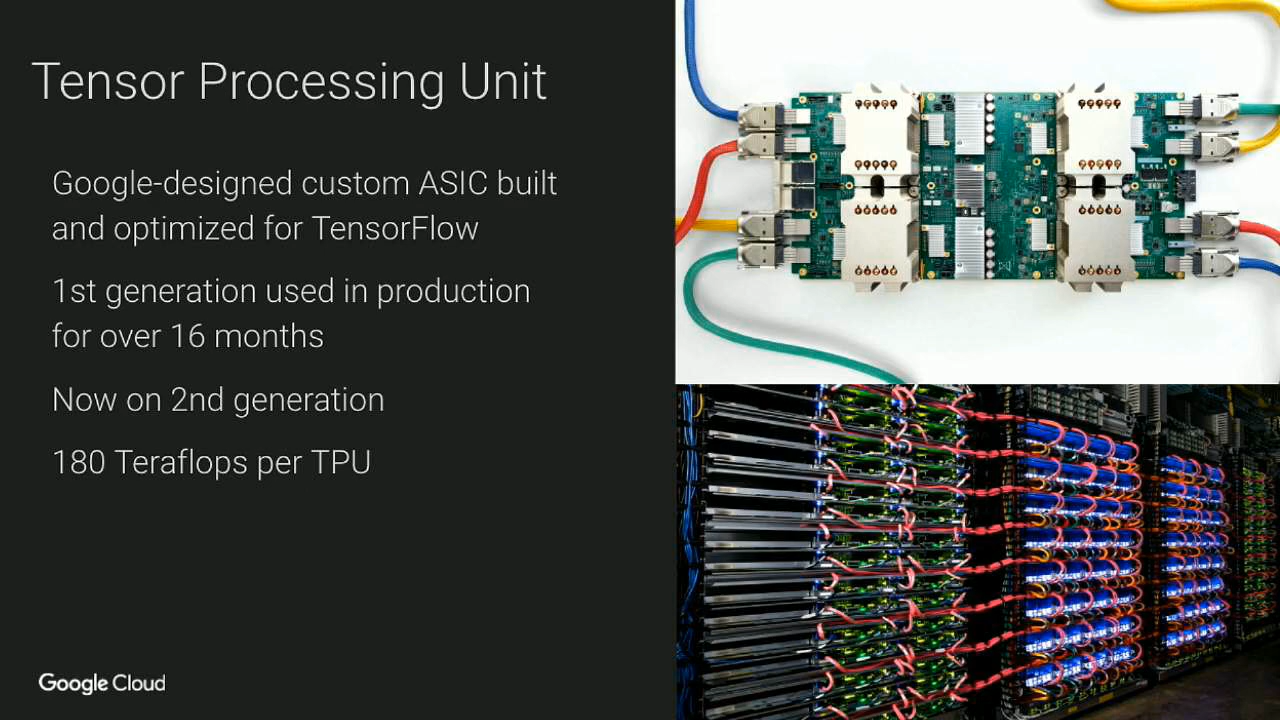 Tensor Processing Unit
Google-designed custom ASIC built
and optimized for TensorFlow
1st generation used in production
for over 16 months
Now on 2nd generation
180 Teraflops per TPU
Google Cloud